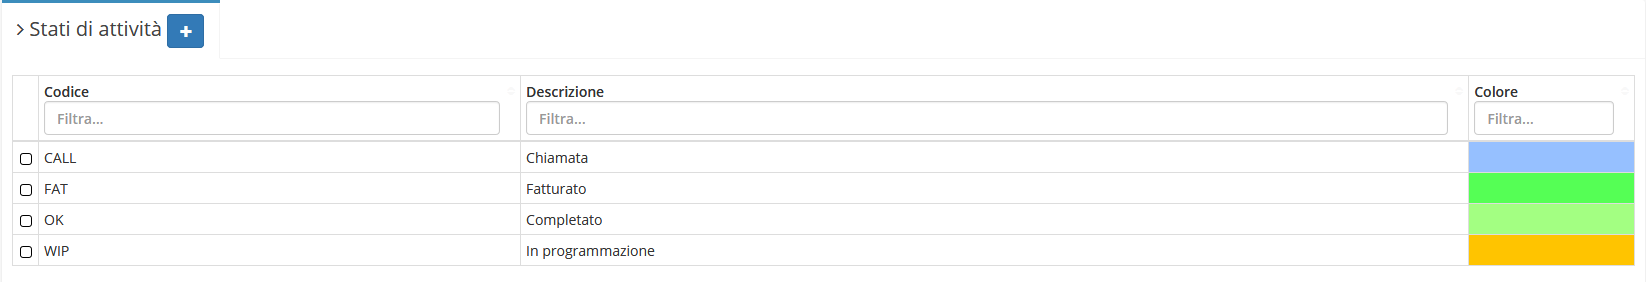 Stati di attività
Codice Descrizione Colore
Filtra... Filtra... Filtra...
CALL Chiamata
FAT Fatturato
OK Completato
WIP In programmazione